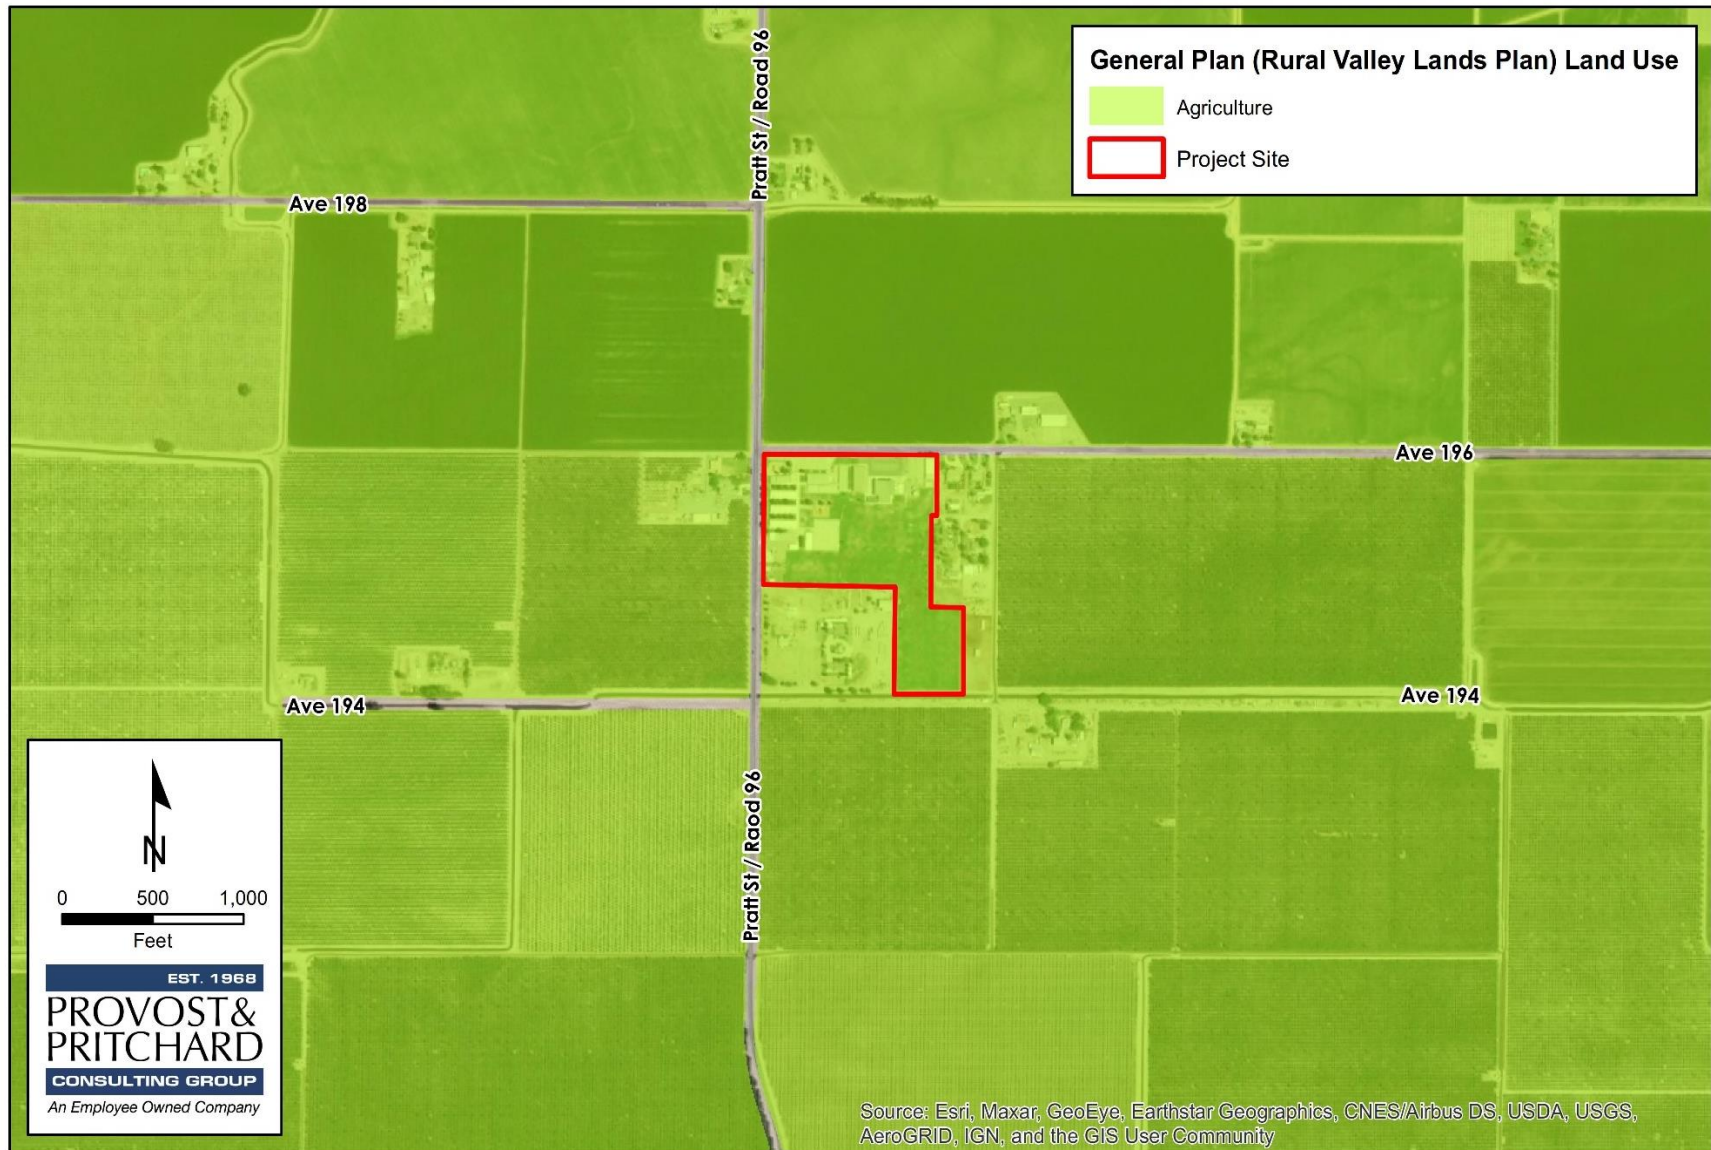 General Plan (Rural Valley Lands Plan) Land Use
Agriculture
Project Site
Pratt St / Road 96
Ave 198
Ave 196
Ave 194
Ave 194
Pratt St / Raod 96
N
0 500 1,000
Feet
EST. 1968
PROVOST&
PRITCHARD
CONSULTING GROUP
An Employee Owned Company
Source: Esri, Maxar, GeoEye, Earthstar Geographics, CNES/Airbus DS, USDA, USGS,
AeroGRID, IGN, and the GIS User Community